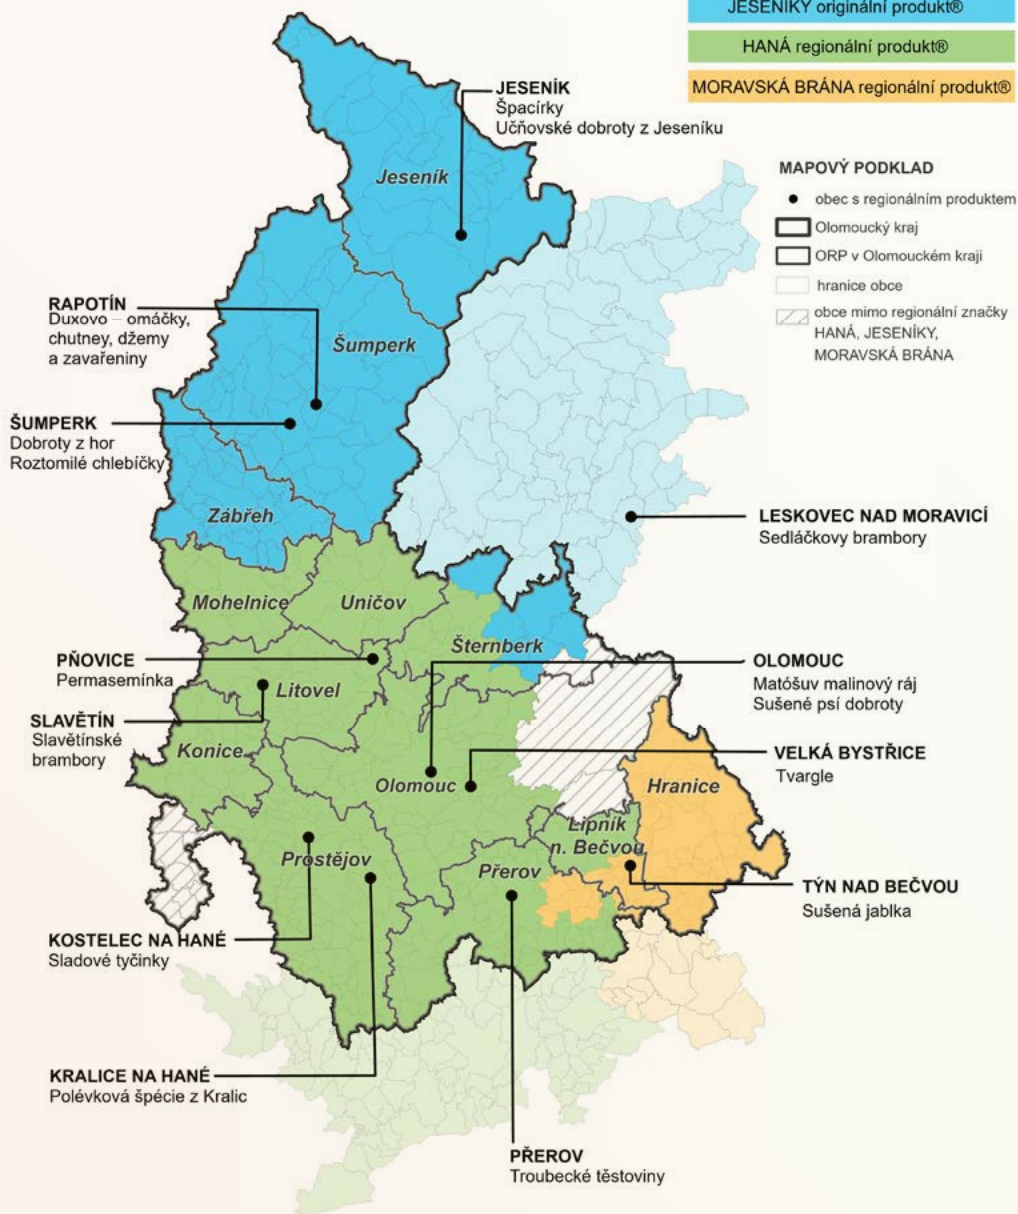 JESENÍKY originální produkt®
HANÁ regionální produkt®
MORAVSKÁ BRÁNA regionální produkt®
MAPOVÝ PODKLAD
obec s regionálním produktem
Olomoucký kraj
ORP v Olomouckém kraji
hranice obce
obce mimo regionální značky
HANÁ, JESENÍKY,
MORAVSKÁ BRÁNA
JESENÍK
Špacírky
Učňovské dobroty z Jeseníku
Jeseník
RAPOTÍN
Duxovo – omáčky,
chutney, džemy
a zavařeniny
Šumperk
ŠUMPERK
Dobroty z hor
Roztomilé chlebíčky
Zábřeh
LESKOVEC NAD MORAVICÍ
Sedláčkovy brambory
Mohelnice
Uničov
Šternberk
PŇOVICE
Permasemínka
Litovel
OLOMOUC
Matóšuv malinový ráj
Sušené psí dobroty
SLAVĚTÍN
Slavětínské
brambory
Konice
VELKÁ BYSTŘICE
Tvargle
Olomouc
Hranice
Lipník
n. Bečvou
Prostějov
Přerov
TÝN NAD BEČVOU
Sušená jablka
KOSTELEC NA HANÉ
Sladové tyčinky
KRALICE NA HANÉ
Polévková špécie z Kralic
PŘEROV
Troubecké těstoviny